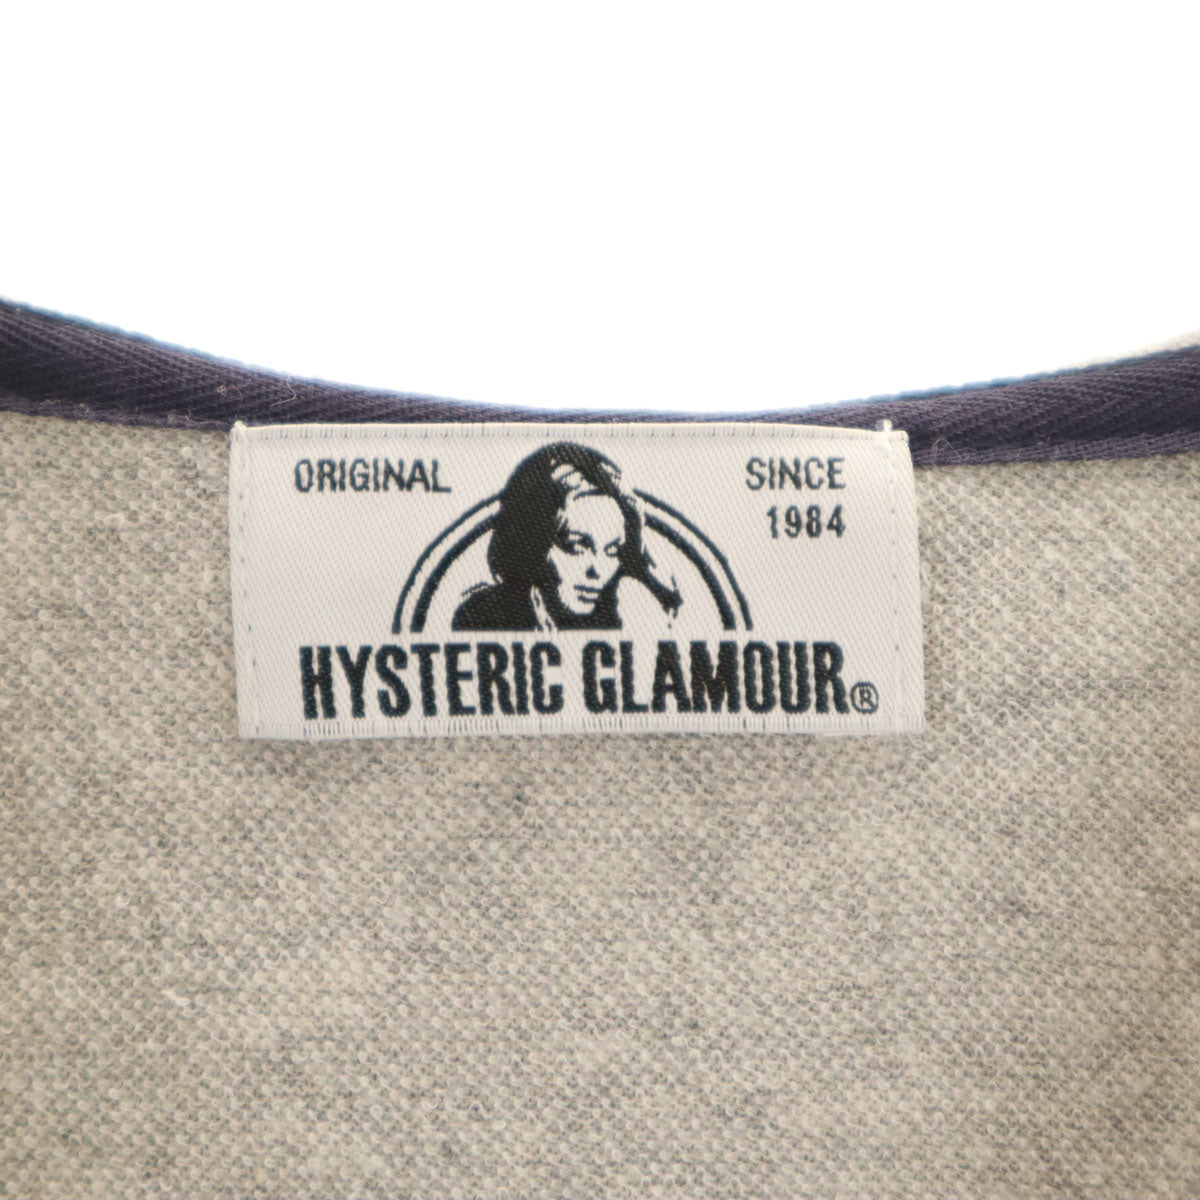 ORIGINAL
SINCE
1984
HYSTERIC GLAMOUR®